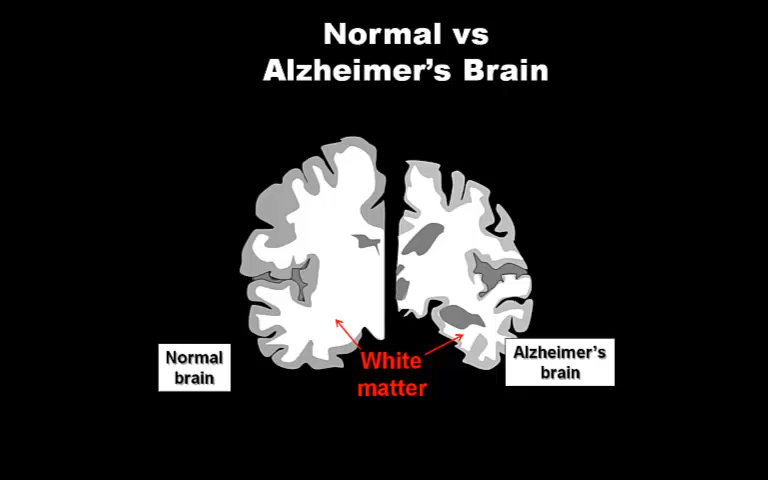 Normal vs
Alzheimer's Brain
Normal
brain
White
matter
Alzheimer's
brain